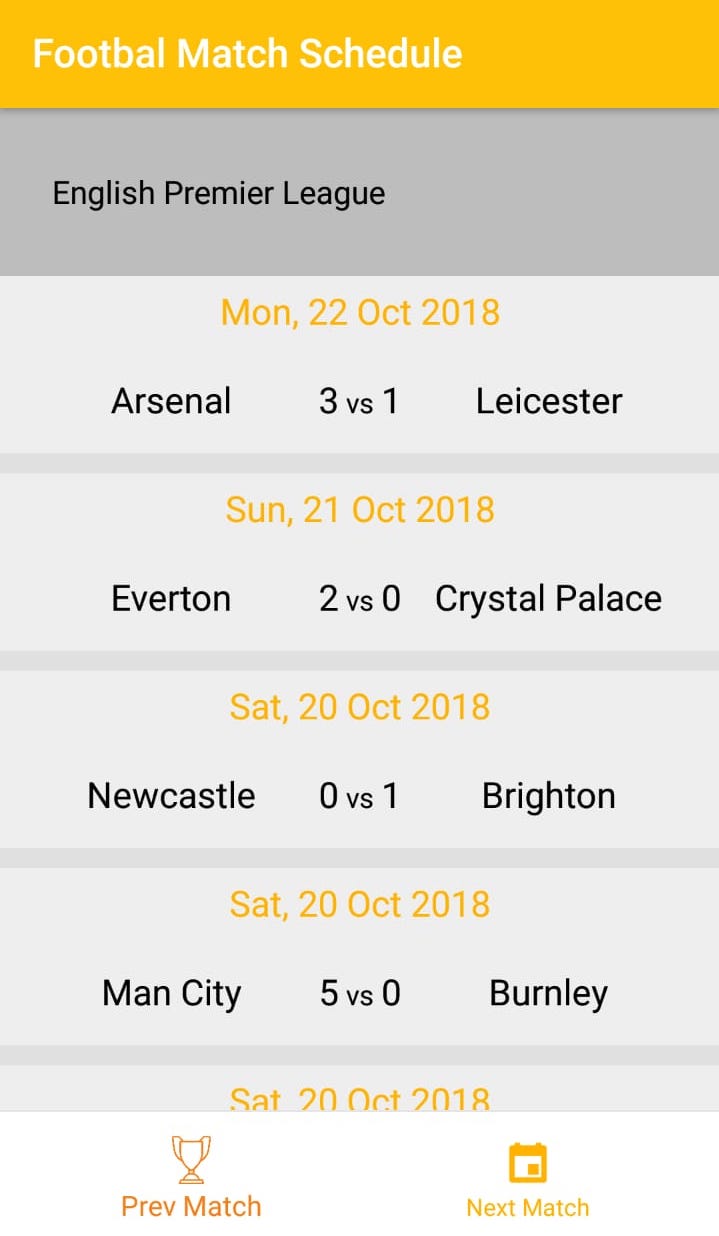 Footbal Match Schedule
English Premier League
Mon, 22 Oct 2018
Arsenal 3 vs 1 Leicester
Sun, 21 Oct 2018
Everton 2 vs 0 Crystal Palace
Sat, 20 Oct 2018
Newcastle 0 vs 1 Brighton
Sat, 20 Oct 2018
Man City 5 vs 0 Burnley
Sat, 20 Oct 2018
Prev Match Next Match